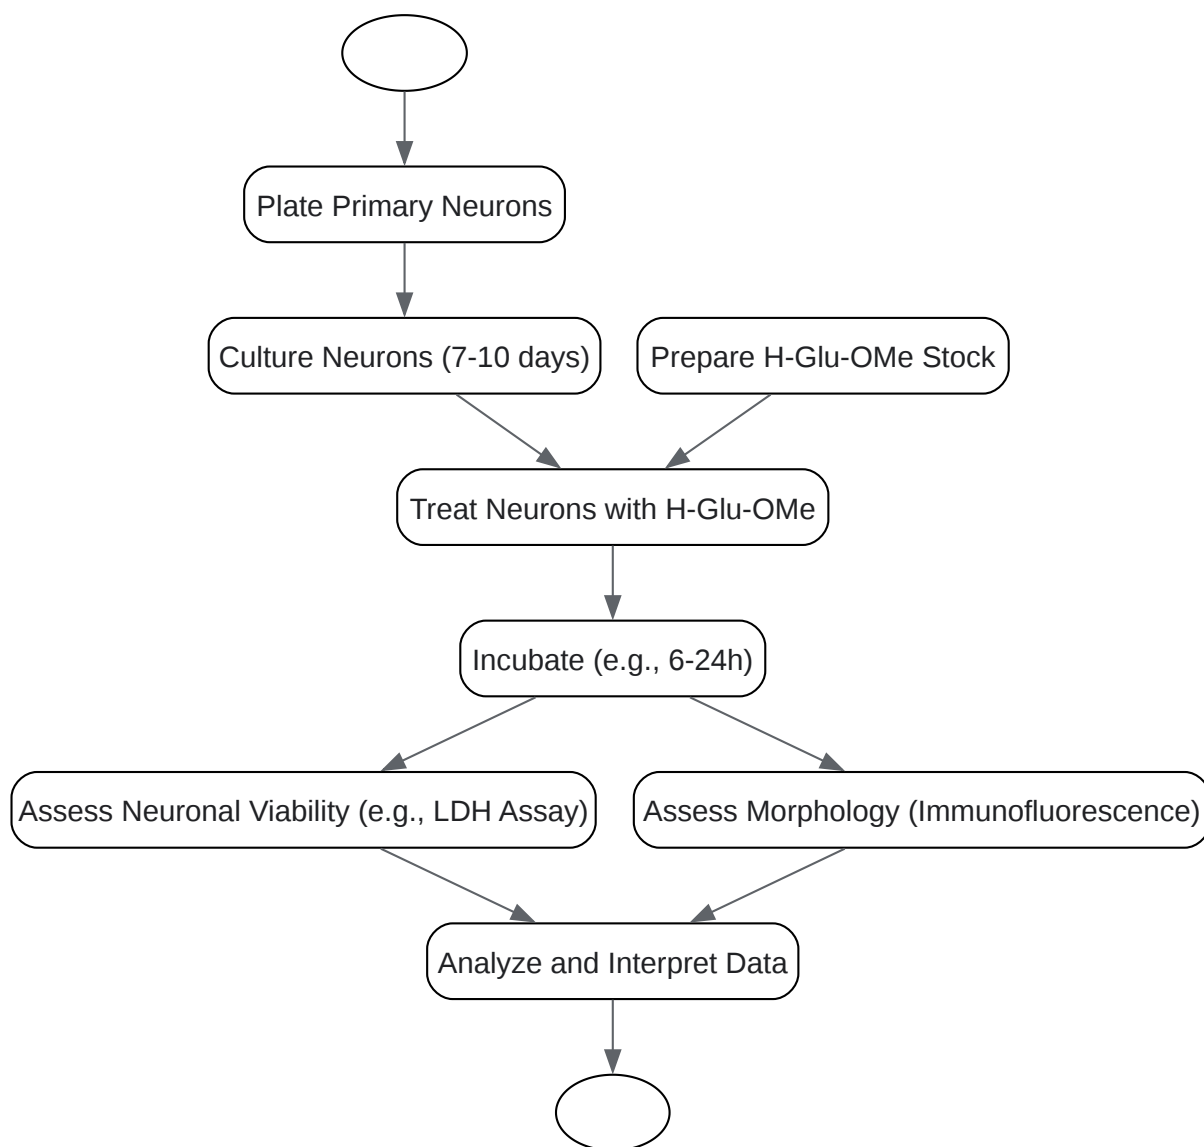 Plate Primary Neurons
Culture Neurons (7-10 days)
Prepare H-Glu-OMe Stock
Treat Neurons with H-Glu-OMe
Incubate (e.g., 6-24h)
Assess Neuronal Viability (e.g., LDH Assay)
Assess Morphology (Immunofluorescence)
Analyze and Interpret Data